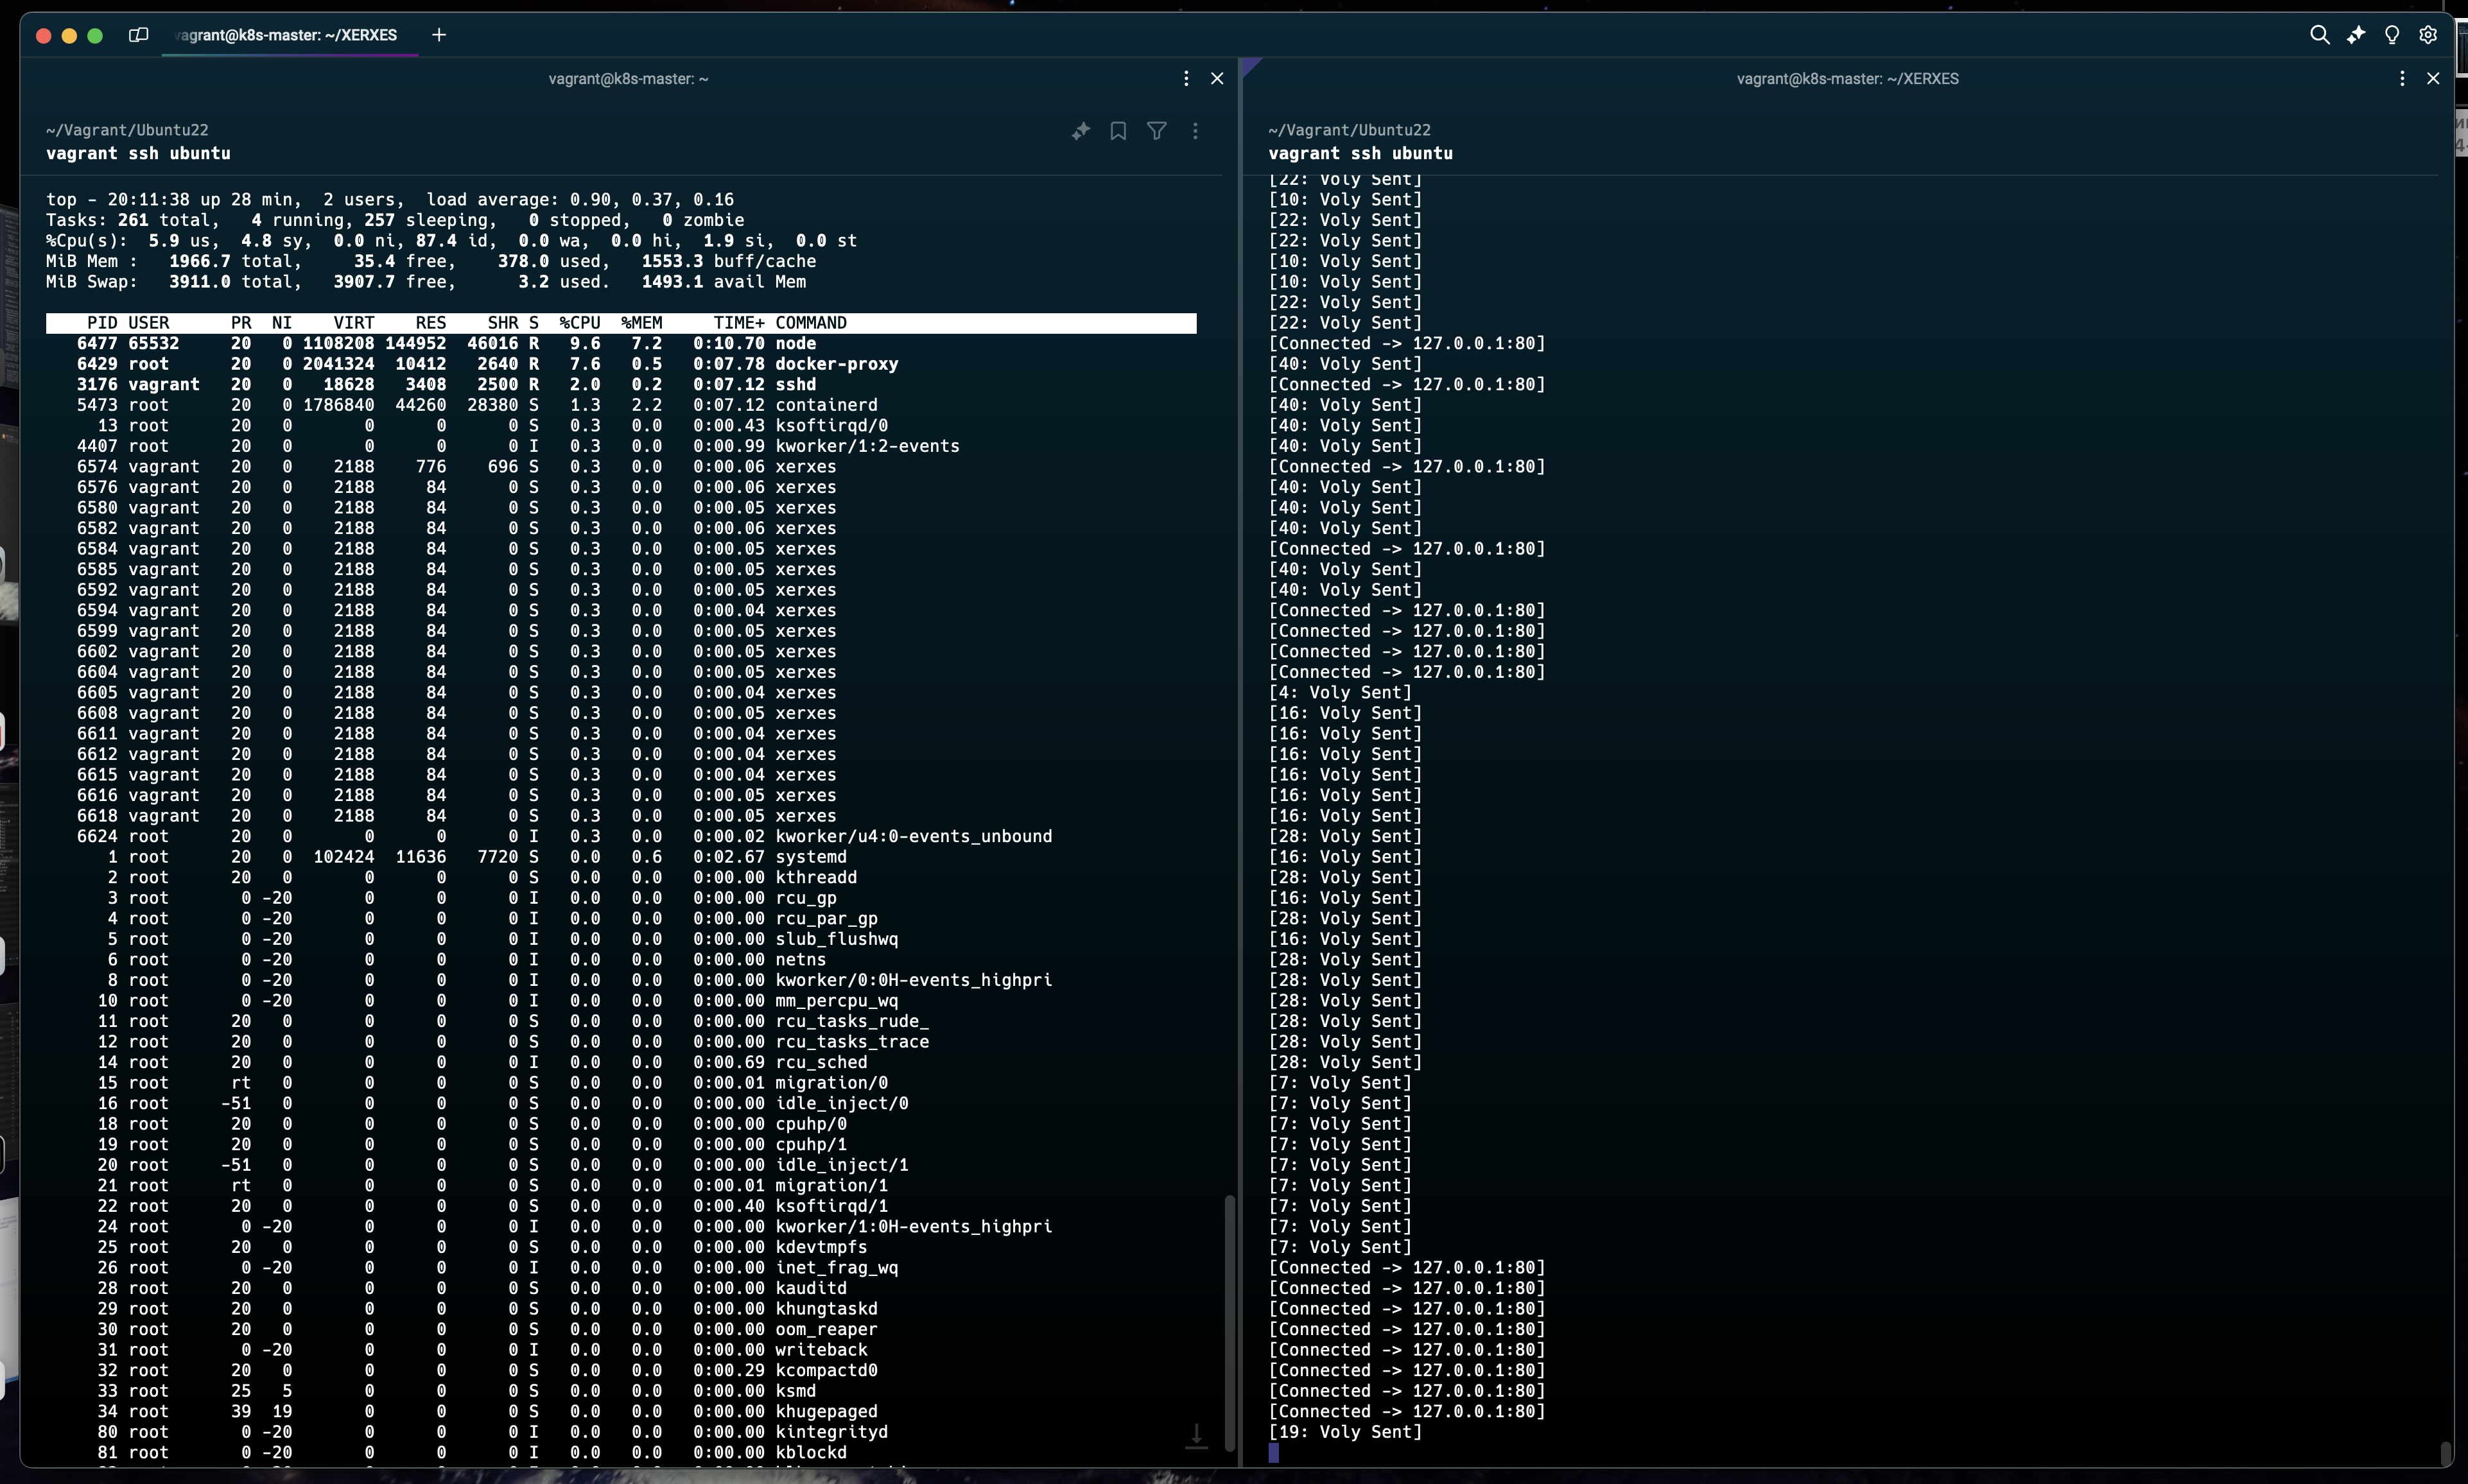 vagrant@k8s-master: ~/XERXES
vagrant@k8s-master: ~
~/Vagrant/Ubuntu22
vagrant ssh ubuntu
top - 20:11:38 up 28 min,  2 users,  load average: 0.90, 0.37, 0.16
Tasks: 261 total,   4 running, 257 sleeping,   0 stopped,   0 zombie
%Cpu(s):  5.9 us,  4.8 sy,  0.0 ni, 87.4 id,  0.0 wa,  0.0 hi,  1.9 si,  0.0 st
MiB Mem :   1966.7 total,     35.4 free,    378.0 used,   1553.3 buff/cache
MiB Swap:   3911.0 total,   3907.7 free,      3.2 used.   1493.1 avail Mem
PID USER PR NI VIRT RES SHR S %CPU %MEM TIME+ COMMAND
6477 65532 20 0 1108208 144952 46016 R 9.6 7.2 0:10.70 node
6429 root 20 0 2041324 10412 2640 R 7.6 0.5 0:07.78 docker-proxy
3176 vagrant 20 0 18628 3408 2500 R 2.0 0.2 0:07.12 sshd
5473 root 20 0 1786840 44260 28380 S 1.3 2.2 0:07.12 containerd
13 root 20 0 0 0 0 S 0.3 0.0 0:00.43 ksoftirqd/0
4407 root 20 0 0 0 0 I 0.3 0.0 0:00.99 kworker/1:2-events
6574 vagrant 20 0 2188 776 696 S 0.3 0.0 0:00.06 xerxes
6576 vagrant 20 0 2188 84 0 S 0.3 0.0 0:00.06 xerxes
6580 vagrant 20 0 2188 84 0 S 0.3 0.0 0:00.05 xerxes
6582 vagrant 20 0 2188 84 0 S 0.3 0.0 0:00.06 xerxes
6584 vagrant 20 0 2188 84 0 S 0.3 0.0 0:00.05 xerxes
6585 vagrant 20 0 2188 84 0 S 0.3 0.0 0:00.05 xerxes
6592 vagrant 20 0 2188 84 0 S 0.3 0.0 0:00.05 xerxes
6594 vagrant 20 0 2188 84 0 S 0.3 0.0 0:00.04 xerxes
6599 vagrant 20 0 2188 84 0 S 0.3 0.0 0:00.05 xerxes
6602 vagrant 20 0 2188 84 0 S 0.3 0.0 0:00.05 xerxes
6604 vagrant 20 0 2188 84 0 S 0.3 0.0 0:00.05 xerxes
6605 vagrant 20 0 2188 84 0 S 0.3 0.0 0:00.04 xerxes
6608 vagrant 20 0 2188 84 0 S 0.3 0.0 0:00.05 xerxes
6611 vagrant 20 0 2188 84 0 S 0.3 0.0 0:00.04 xerxes
6612 vagrant 20 0 2188 84 0 S 0.3 0.0 0:00.04 xerxes
6615 vagrant 20 0 2188 84 0 S 0.3 0.0 0:00.04 xerxes
6616 vagrant 20 0 2188 84 0 S 0.3 0.0 0:00.05 xerxes
6618 vagrant 20 0 2188 84 0 S 0.3 0.0 0:00.05 xerxes
6624 root 20 0 0 0 0 I 0.3 0.0 0:00.02 kworker/u4:0-events_unbound
1 root 20 0 102424 11636 7720 S 0.0 0.6 0:02.67 systemd
2 root 20 0 0 0 0 S 0.0 0.0 0:00.00 kthreadd
3 root 0 -20 0 0 0 I 0.0 0.0 0:00.00 rcu_gp
4 root 0 -20 0 0 0 I 0.0 0.0 0:00.00 rcu_par_gp
5 root 0 -20 0 0 0 I 0.0 0.0 0:00.00 slub_flushwq
6 root 0 -20 0 0 0 I 0.0 0.0 0:00.00 netns
8 root 0 -20 0 0 0 I 0.0 0.0 0:00.00 kworker/0:0H-events_highpri
10 root 0 -20 0 0 0 I 0.0 0.0 0:00.00 mm_percpu_wq
11 root 20 0 0 0 0 S 0.0 0.0 0:00.00 rcu_tasks_rude_
12 root 20 0 0 0 0 S 0.0 0.0 0:00.00 rcu_tasks_trace
14 root 20 0 0 0 0 I 0.0 0.0 0:00.69 rcu_sched
15 root rt 0 0 0 0 S 0.0 0.0 0:00.01 migration/0
16 root -51 0 0 0 0 S 0.0 0.0 0:00.00 idle_inject/0
18 root 20 0 0 0 0 S 0.0 0.0 0:00.00 cpuhp/0
19 root 20 0 0 0 0 S 0.0 0.0 0:00.00 cpuhp/1
20 root -51 0 0 0 0 S 0.0 0.0 0:00.00 idle_inject/1
21 root rt 0 0 0 0 S 0.0 0.0 0:00.01 migration/1
22 root 20 0 0 0 0 S 0.0 0.0 0:00.40 ksoftirqd/1
24 root 0 -20 0 0 0 I 0.0 0.0 0:00.00 kworker/1:0H-events_highpri
25 root 20 0 0 0 0 S 0.0 0.0 0:00.00 kdevtmpfs
26 root 0 -20 0 0 0 I 0.0 0.0 0:00.00 inet_frag_wq
28 root 20 0 0 0 0 S 0.0 0.0 0:00.00 kauditd
29 root 20 0 0 0 0 S 0.0 0.0 0:00.00 khungtaskd
30 root 20 0 0 0 0 S 0.0 0.0 0:00.00 oom_reaper
31 root 0 -20 0 0 0 I 0.0 0.0 0:00.00 writeback
32 root 20 0 0 0 0 S 0.0 0.0 0:00.29 kcompactd0
33 root 25 5 0 0 0 S 0.0 0.0 0:00.00 ksmd
34 root 39 19 0 0 0 S 0.0 0.0 0:00.00 khugepaged
80 root 0 -20 0 0 0 I 0.0 0.0 0:00.00 kintegrityd
81 root 0 -20 0 0 0 I 0.0 0.0 0:00.00 kblockd
vagrant@k8s-master: ~/XERXES
~/Vagrant/Ubuntu22
vagrant ssh ubuntu
[22: Voly Sent]
[10: Voly Sent]
[22: Voly Sent]
[22: Voly Sent]
[10: Voly Sent]
[10: Voly Sent]
[22: Voly Sent]
[22: Voly Sent]
[Connected -> 127.0.0.1:80]
[40: Voly Sent]
[Connected -> 127.0.0.1:80]
[40: Voly Sent]
[40: Voly Sent]
[40: Voly Sent]
[Connected -> 127.0.0.1:80]
[40: Voly Sent]
[40: Voly Sent]
[40: Voly Sent]
[Connected -> 127.0.0.1:80]
[40: Voly Sent]
[40: Voly Sent]
[Connected -> 127.0.0.1:80]
[Connected -> 127.0.0.1:80]
[Connected -> 127.0.0.1:80]
[Connected -> 127.0.0.1:80]
[4: Voly Sent]
[16: Voly Sent]
[16: Voly Sent]
[16: Voly Sent]
[16: Voly Sent]
[16: Voly Sent]
[16: Voly Sent]
[28: Voly Sent]
[16: Voly Sent]
[28: Voly Sent]
[16: Voly Sent]
[28: Voly Sent]
[16: Voly Sent]
[28: Voly Sent]
[28: Voly Sent]
[28: Voly Sent]
[28: Voly Sent]
[28: Voly Sent]
[28: Voly Sent]
[7: Voly Sent]
[7: Voly Sent]
[7: Voly Sent]
[7: Voly Sent]
[7: Voly Sent]
[7: Voly Sent]
[7: Voly Sent]
[7: Voly Sent]
[7: Voly Sent]
[Connected -> 127.0.0.1:80]
[Connected -> 127.0.0.1:80]
[Connected -> 127.0.0.1:80]
[Connected -> 127.0.0.1:80]
[Connected -> 127.0.0.1:80]
[Connected -> 127.0.0.1:80]
[Connected -> 127.0.0.1:80]
[Connected -> 127.0.0.1:80]
[19: Voly Sent]